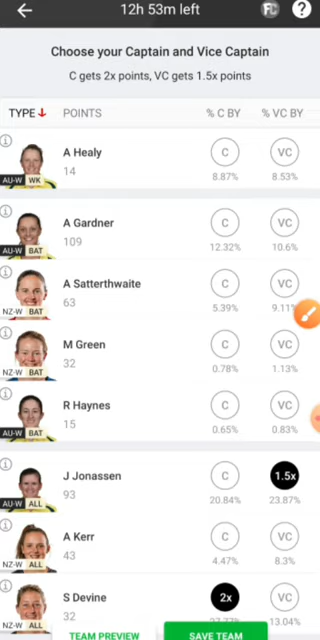 12h 53m left
FC
?
Choose your Captain and Vice Captain
C gets 2x points, VC gets 1.5x points
TYPE POINTS % C BY % VC BY
A Healy
14
AU-W WK
C VC
8.87% 8.53%
A Gardner
109
AU-W BAT
C VC
12.32% 10.6%
A Satterthwaite
63
NZ-W BAT
C VC
5.39% 9.11%
M Green
32
NZ-W BAT
C VC
0.78% 1.13%
R Haynes
15
AU-W BAT
C VC
0.65% 0.83%
J Jonassen
93
AU-W ALL
C 1.5x
20.84% 23.87%
A Kerr
43
NZ-W ALL
C VC
4.47% 8.3%
S Devine
32
NZ-W ALL
2x VC
13.04%
TEAM PREVIEW SAVE TEAM